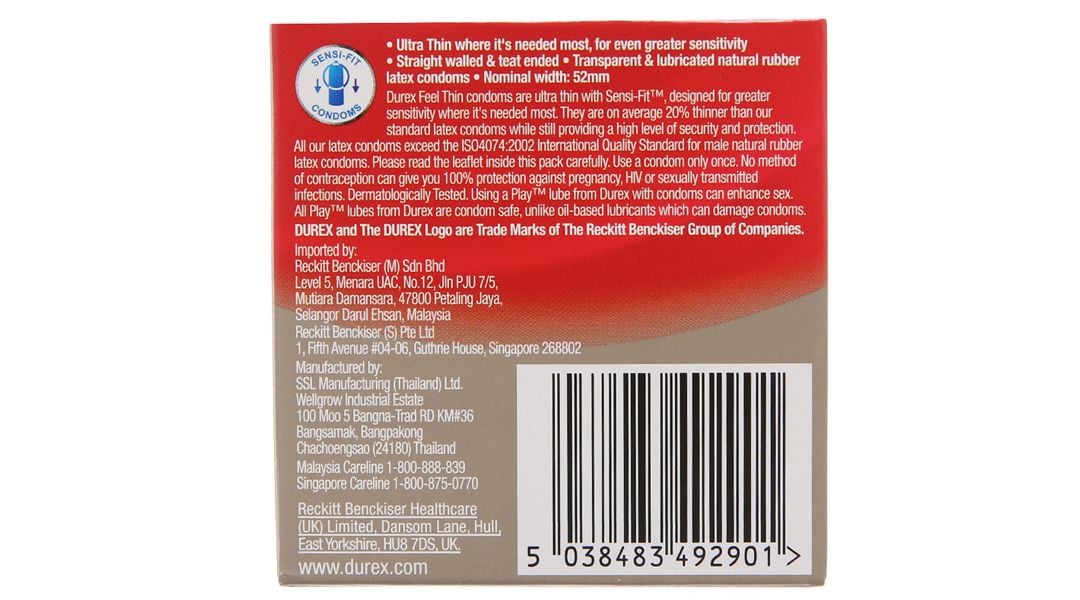 SENSI-FIT
CONDOMS
• Ultra Thin where it's needed most, for even greater sensitivity
• Straight walled & teat ended • Transparent & lubricated natural rubber
latex condoms • Nominal width: 52mm
Durex Feel Thin condoms are ultra thin with Sensi-Fit™, designed for greater
sensitivity where it's needed most. They are on average 20% thinner than our
standard latex condoms while still providing a high level of security and protection.
All our latex condoms exceed the ISO4074:2002 International Quality Standard for male natural rubber
latex condoms. Please read the leaflet inside this pack carefully. Use a condom only once. No method
of contraception can give you 100% protection against pregnancy, HIV or sexually transmitted
infections. Dermatologically Tested. Using a Play™ lube from Durex with condoms can enhance sex.
All Play™ lubes from Durex are condom safe, unlike oil-based lubricants which can damage condoms.
DUREX and The DUREX Logo are Trade Marks of The Reckitt Benckiser Group of Companies.
Imported by:
Reckitt Benckiser (M) Sdn Bhd
Level 5, Menara UAC, No.12, Jln PJU 7/5,
Mutiara Damansara, 47800 Petaling Jaya,
Selangor Darul Ehsan, Malaysia
Reckitt Benckiser (S) Pte Ltd
1, Fifth Avenue #04-06, Guthrie House, Singapore 268802
Manufactured by:
SSL Manufacturing (Thailand) Ltd.
Wellgrow Industrial Estate
100 Moo 5 Bangna-Trad RD KM#36
Bangsamak, Bangpakong
Chachoengsao (24180) Thailand
Malaysia Careline 1-800-888-839
Singapore Careline 1-800-875-0770
Reckitt Benckiser Healthcare
(UK) Limited, Dansom Lane, Hull,
East Yorkshire, HU8 7DS, UK.
www.durex.com
5 038483 492901 >